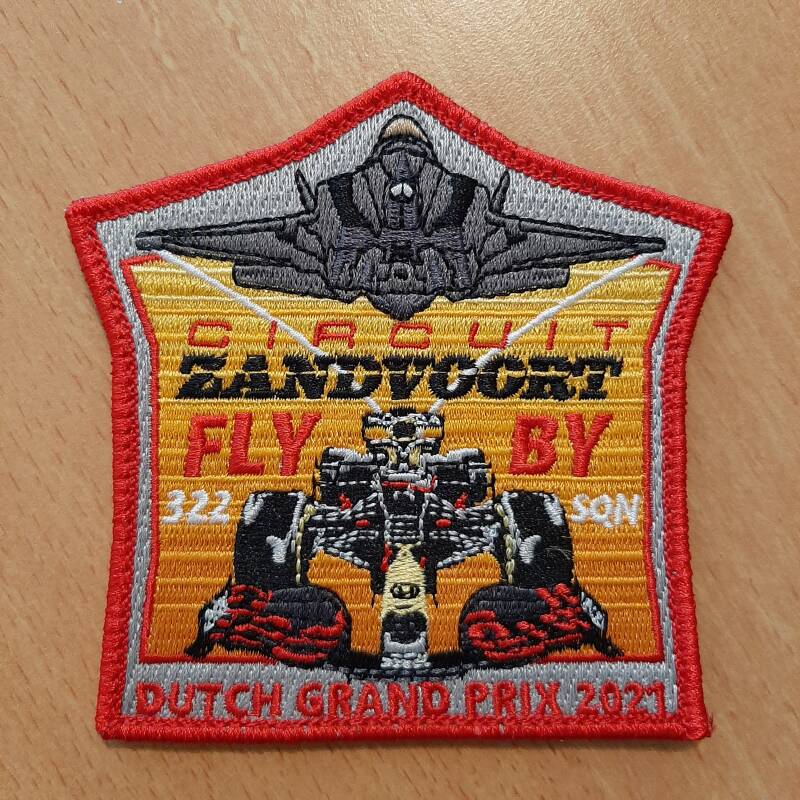 CIRCUIT
ZANDVOORT
FLY BY
322 SQN
DUTCH GRAND PRIX 2021